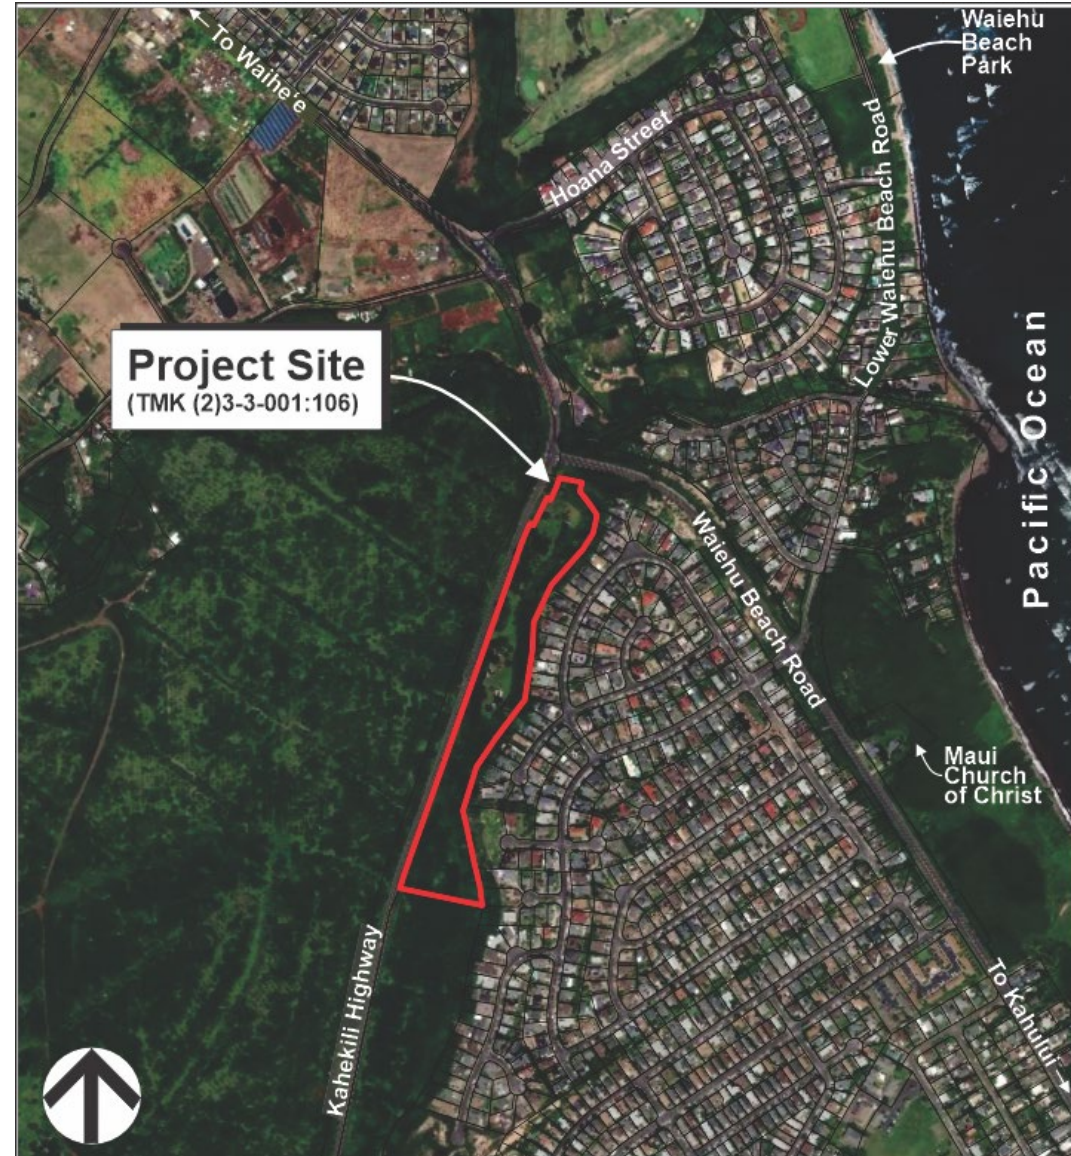 Waiehu
Beach
Park
To Waihe‘e
Hoana Street
Lower Waiehu Beach Road
Project Site
(TMK (2)3-3-001:106)
Pacific Ocean
Waiehu Beach Road
Maui
Church
of Christ
Kahekili Highway
To Kahului